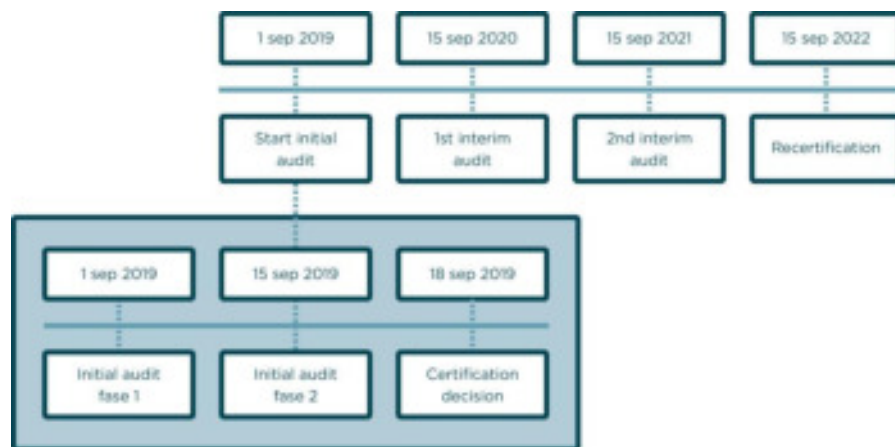 1 sep 2019
15 sep 2020
15 sep 2021
15 sep 2022
Start initial
audit
1st interim
audit
2nd interim
audit
Recertification
1 sep 2019
15 sep 2019
18 sep 2019
Initial audit
fase 1
Initial audit
fase 2
Certification
decision